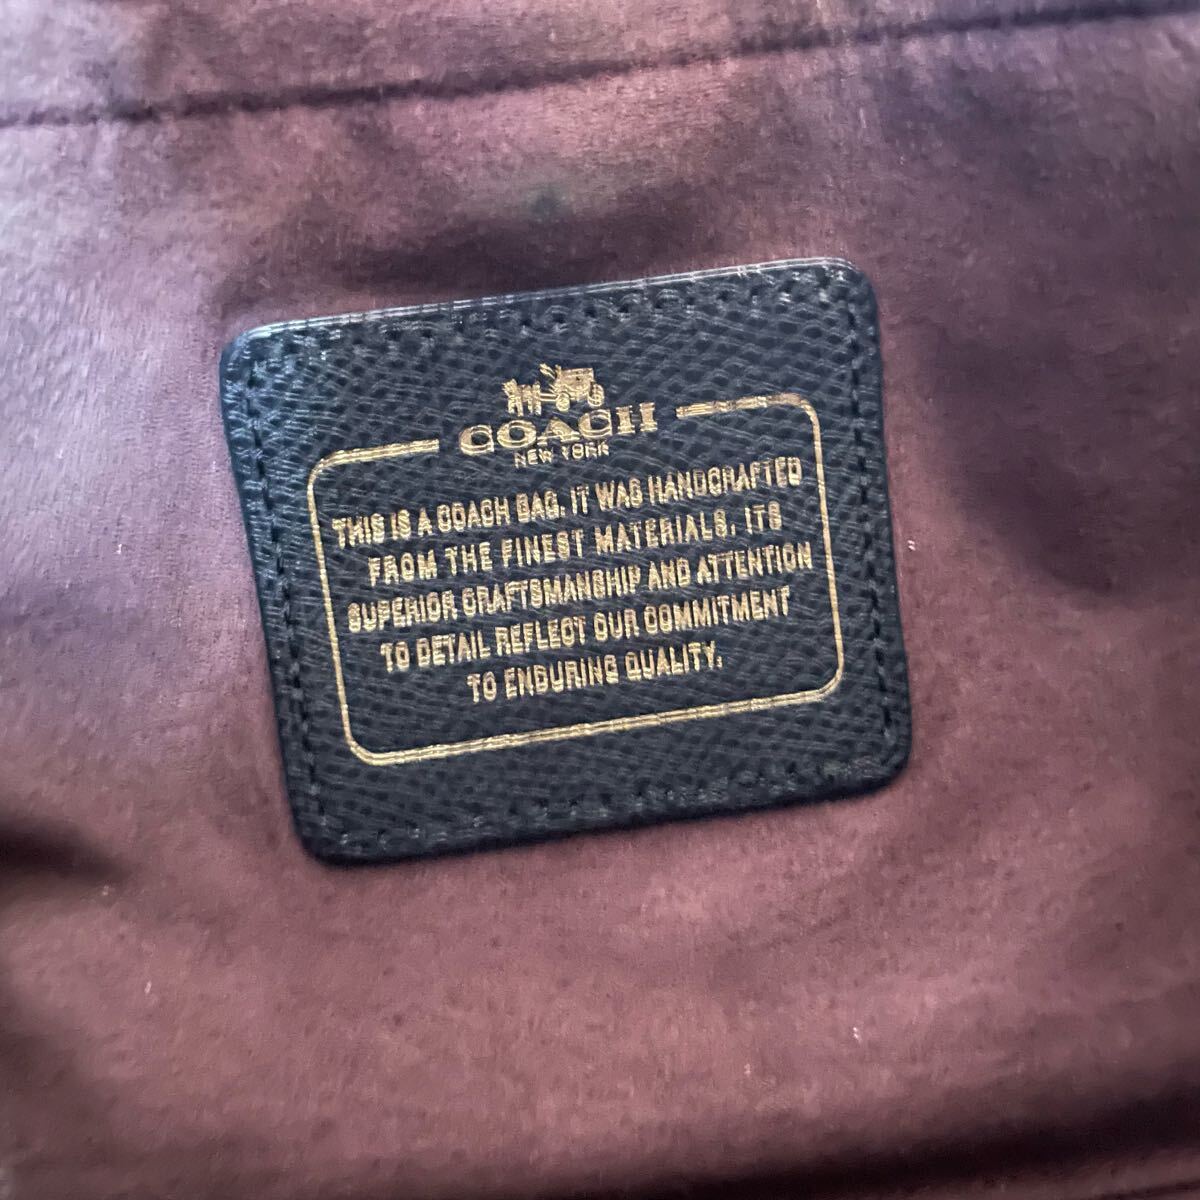 COACH
NEW YORK
THIS IS A COACH BAG. IT WAS HANDCRAFTED
FROM THE FINEST MATERIALS. ITS
SUPERIOR CRAFTSMANSHIP AND ATTENTION
TO DETAIL REFLECT OUR COMMITMENT
TO ENDURING QUALITY.